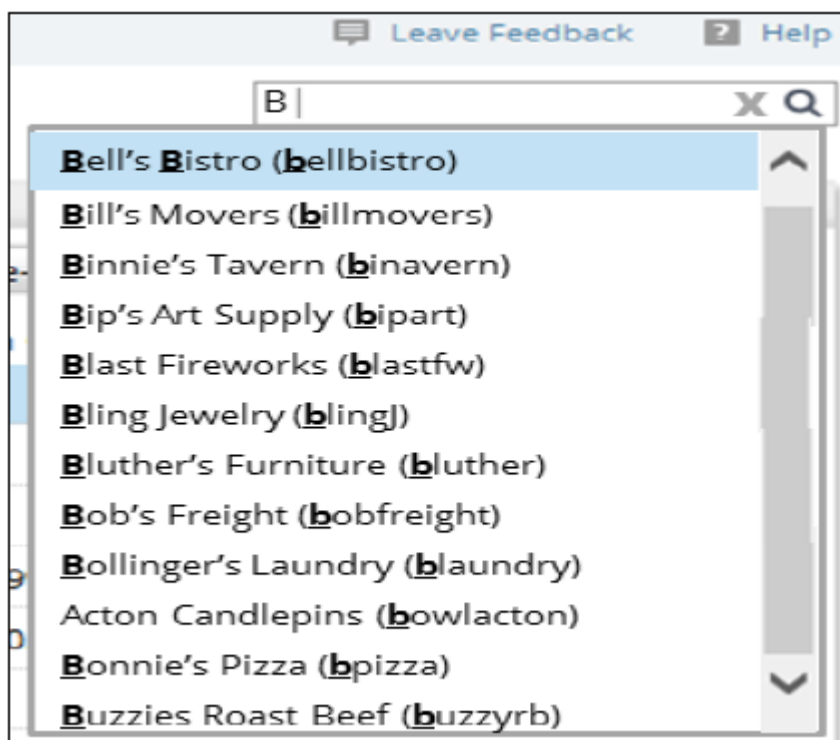 Leave Feedback ? Help
B
Bell’s Bistro (bellbistro)
Bill’s Movers (billmovers)
Binnie’s Tavern (binavern)
Bip’s Art Supply (bipart)
Blast Fireworks (blastfw)
Bling Jewelry (blingJ)
Bluther’s Furniture (bluther)
Bob’s Freight (bobfreight)
Bollinger’s Laundry (blaundry)
Acton Candlepins (bowlacton)
Bonnie’s Pizza (bpizza)
Buzzies Roast Beef (buzzyrb)